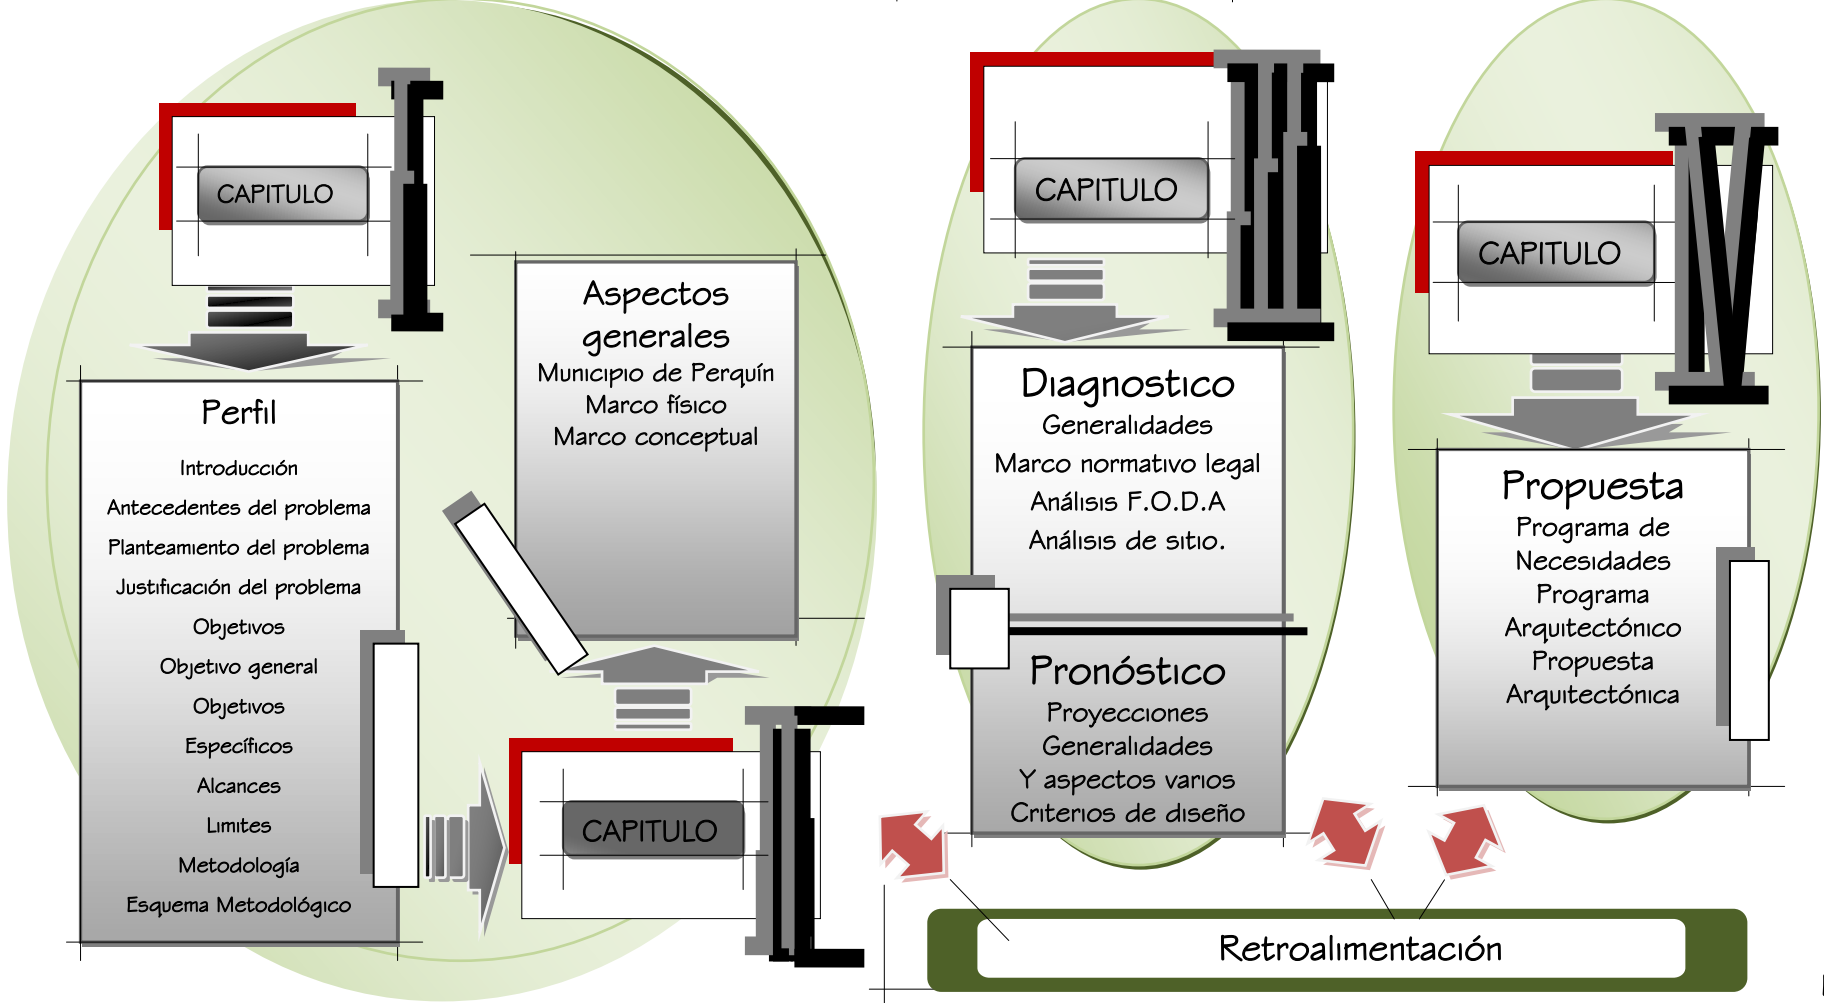 CAPITULO I
Perfil
Introducción
Antecedentes del problema
Planteamiento del problema
Justificación del problema
Objetivos
Objetivo general
Objetivos
Específicos
Alcances
Limites
Metodología
Esquema Metodológico
CAPITULO II
Aspectos
generales
Municipio de Perquín
Marco físico
Marco conceptual
CAPITULO III
Diagnostico
Generalidades
Marco normativo legal
Análisis F.O.D.A
Análisis de sitio.
Pronóstico
Proyecciones
Generalidades
Y aspectos varios
Criterios de diseño
CAPITULO IV
Propuesta
Programa de
Necesidades
Programa
Arquitectónico
Propuesta
Arquitectónica
Retroalimentación